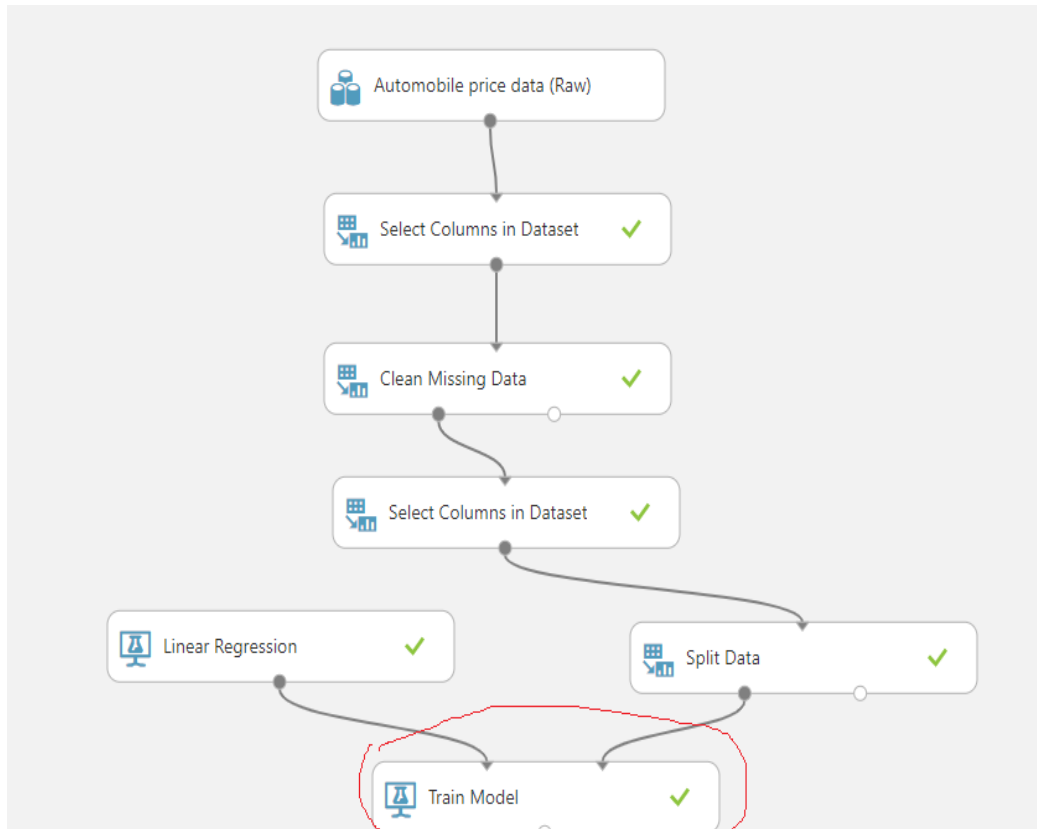 Automobile price data (Raw)
Select Columns in Dataset
Clean Missing Data
Select Columns in Dataset
Linear Regression
Split Data
Train Model